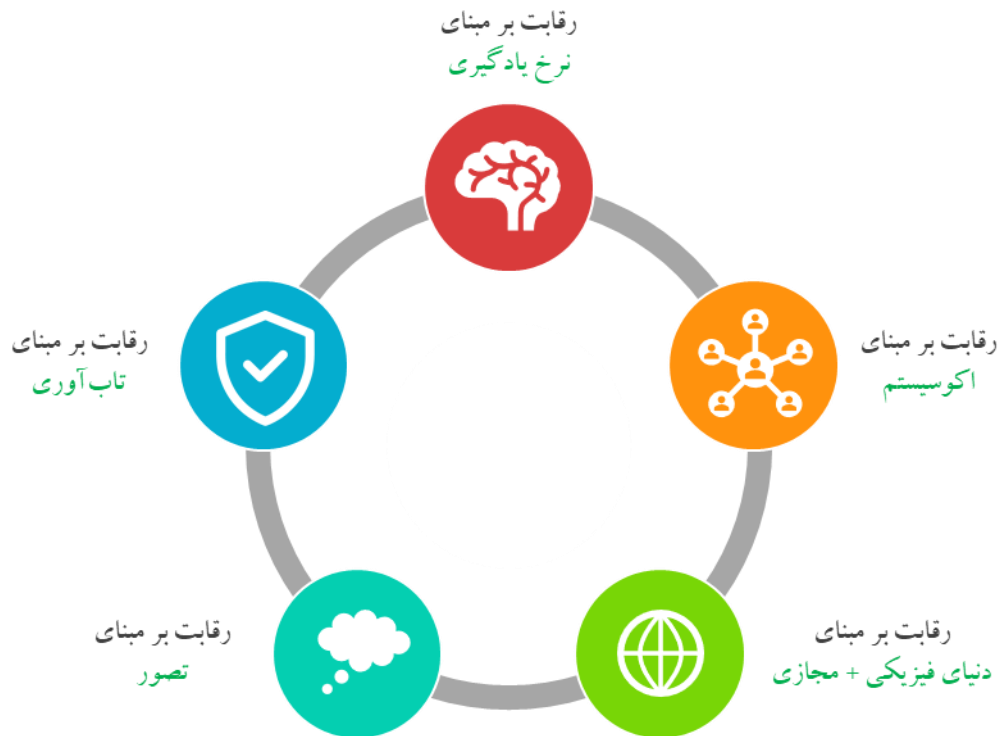 رقابت بر مبنای
نرخ یادگیری
رقابت بر مبنای
اکوسیستم
رقابت بر مبنای
تاب‌آوری
رقابت بر مبنای
دنیای فیزیکی + مجازی
رقابت بر مبنای
تصور